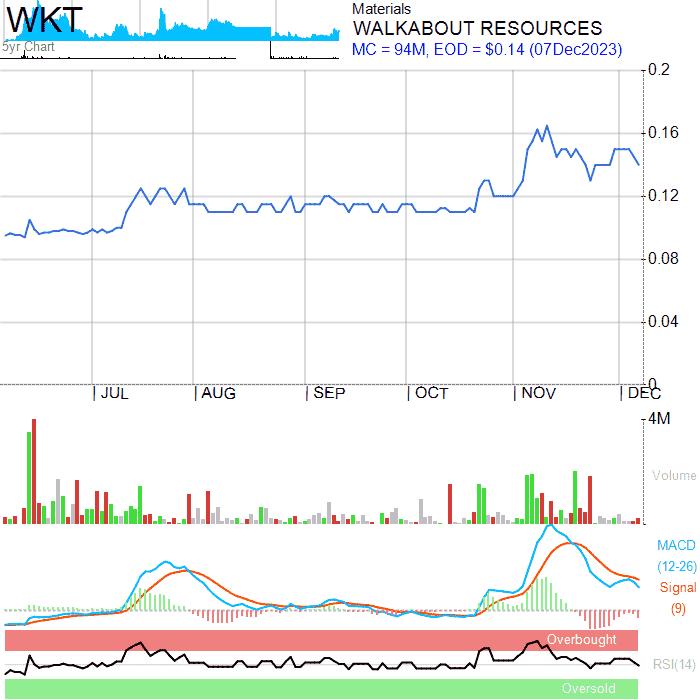 WKT
5yr Chart
Materials
WALKABOUT RESOURCES
MC = 94M, EOD = $0.14 (07Dec2023)
0.2
0.16
0.12
0.08
0.04
0
JUL AUG SEP OCT NOV DEC
4M
Volume
MACD
(12-26)
Signal
(9)
Overbought
RSI(14)
Oversold